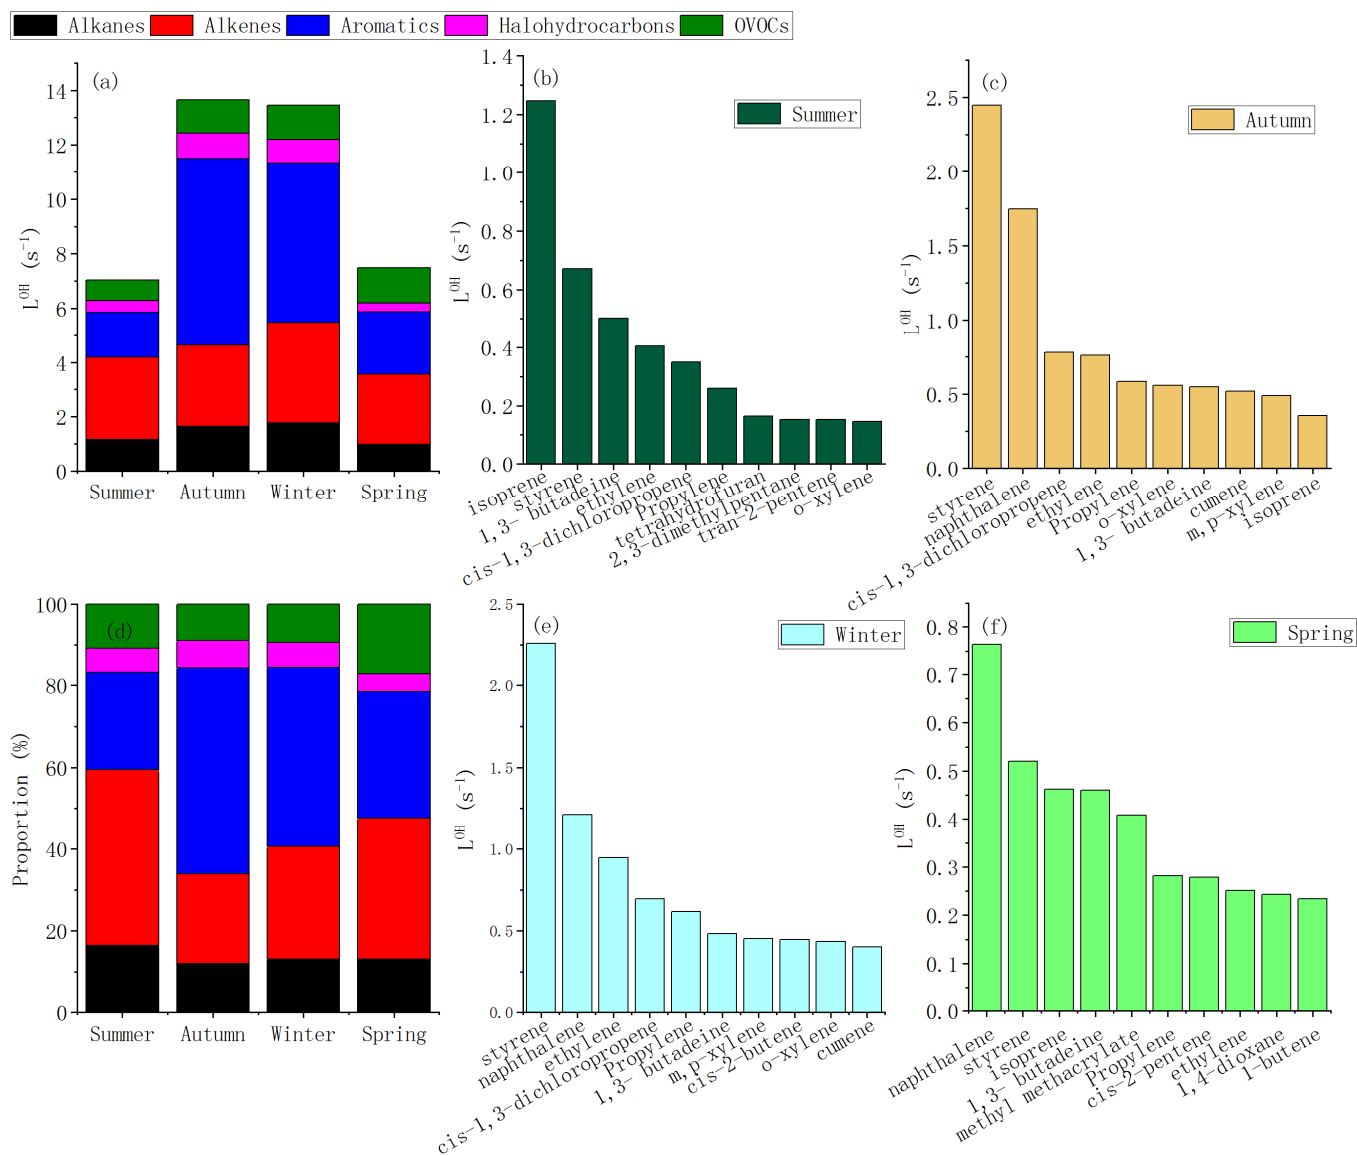 Alkanes Alkenes Aromatics Halohydrocarbons OVOCs
(a)
L^OH (s^-1)
14
12
10
8
6
4
2
0
Summer Autumn Winter Spring
(b)
Summer
L^OH (s^-1)
1.4
1.2
1.0
0.8
0.6
0.4
0.2
0.0
isoprene
styrene
1,3- butadeine
ethylene
cis-1,3-dichloropropene
Propylene
tetrahydrofuran
2,3-dimethylpentane
tran-2-pentene
o-xylene
(c)
Autumn
L^OH (s^-1)
2.5
2.0
1.5
1.0
0.5
0.0
styrene
naphthalene
cis-1,3-dichloropropene
ethylene
Propylene
o-xylene
1,3- butadeine
cumene
m,p-xylene
isoprene
(d)
Proportion (%)
100
80
60
40
20
0
Summer Autumn Winter Spring
(e)
Winter
L^OH (s^-1)
2.5
2.0
1.5
1.0
0.5
0.0
styrene
naphthalene
ethylene
cis-1,3-dichloropropene
Propylene
1,3- butadeine
m,p-xylene
cis-2-butene
o-xylene
cumene
(f)
Spring
L^OH (s^-1)
0.8
0.7
0.6
0.5
0.4
0.3
0.2
0.1
0.0
naphthalene
styrene
isoprene
1,3- butadeine
methyl methacrylate
Propylene
cis-2-pentene
ethylene
1,4-dioxane
1-butene